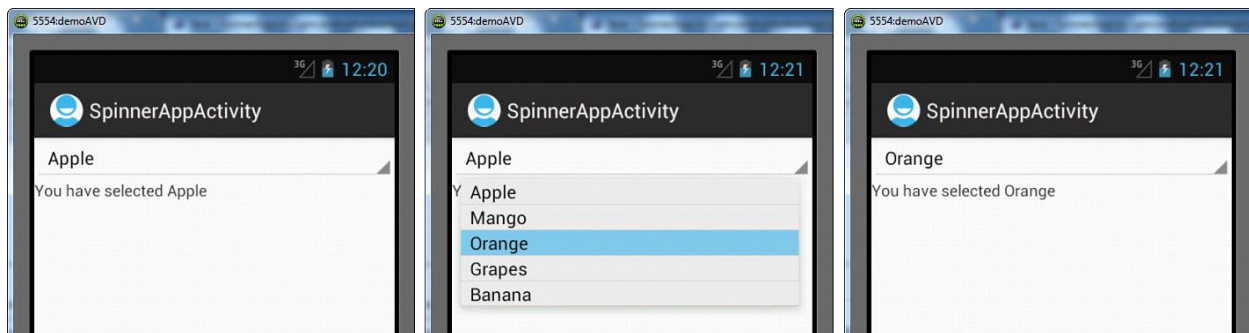 5554:demoAVD
3G 12:20
SpinnerAppActivity
Apple
You have selected Apple
5554:demoAVD
3G 12:21
SpinnerAppActivity
Apple
Y
Apple
Mango
Orange
Grapes
Banana
5554:demoAVD
3G 12:21
SpinnerAppActivity
Orange
You have selected Orange